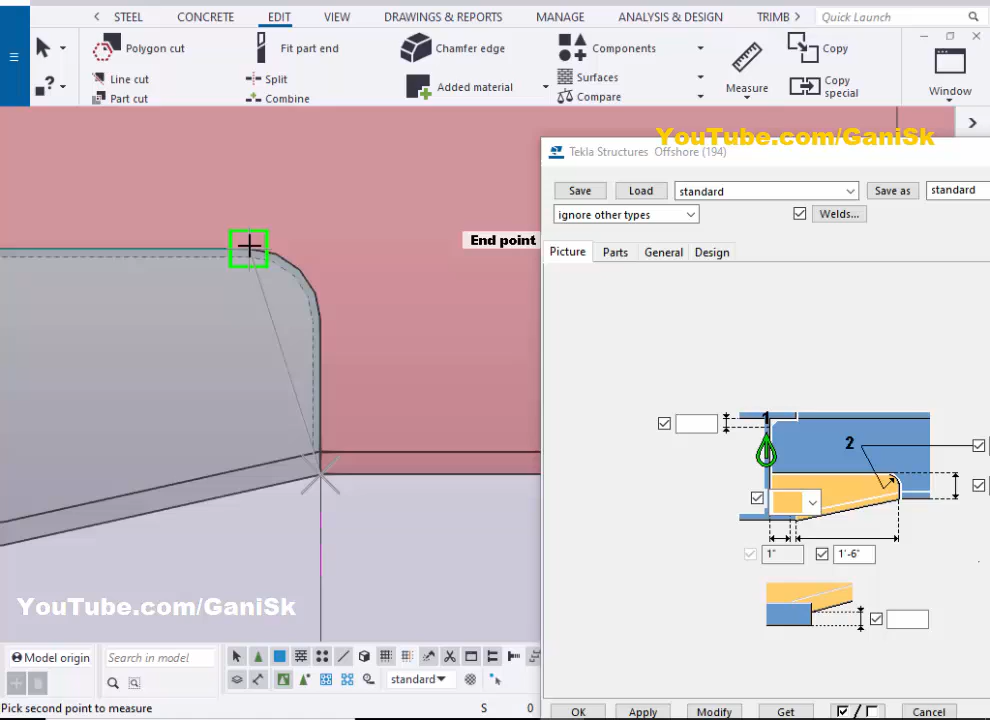 STEEL CONCRETE EDIT VIEW DRAWINGS & REPORTS MANAGE ANALYSIS & DESIGN TRIMB Quick Launch
Polygon cut Fit part end Chamfer edge Components Copy
Line cut Split Surfaces Copy special
Part cut Combine Added material Compare Measure Window
YouTube.com/GaniSk
Tekla Structures Offshore (194)
Save Load standard Save as standard
ignore other types Welds...
End point
Picture Parts General Design
1
2
1" 1'-6"
YouTube.com/GaniSk
Model origin Search in model
standard
Pick second point to measure S 0
OK Apply Modify Get / Cancel